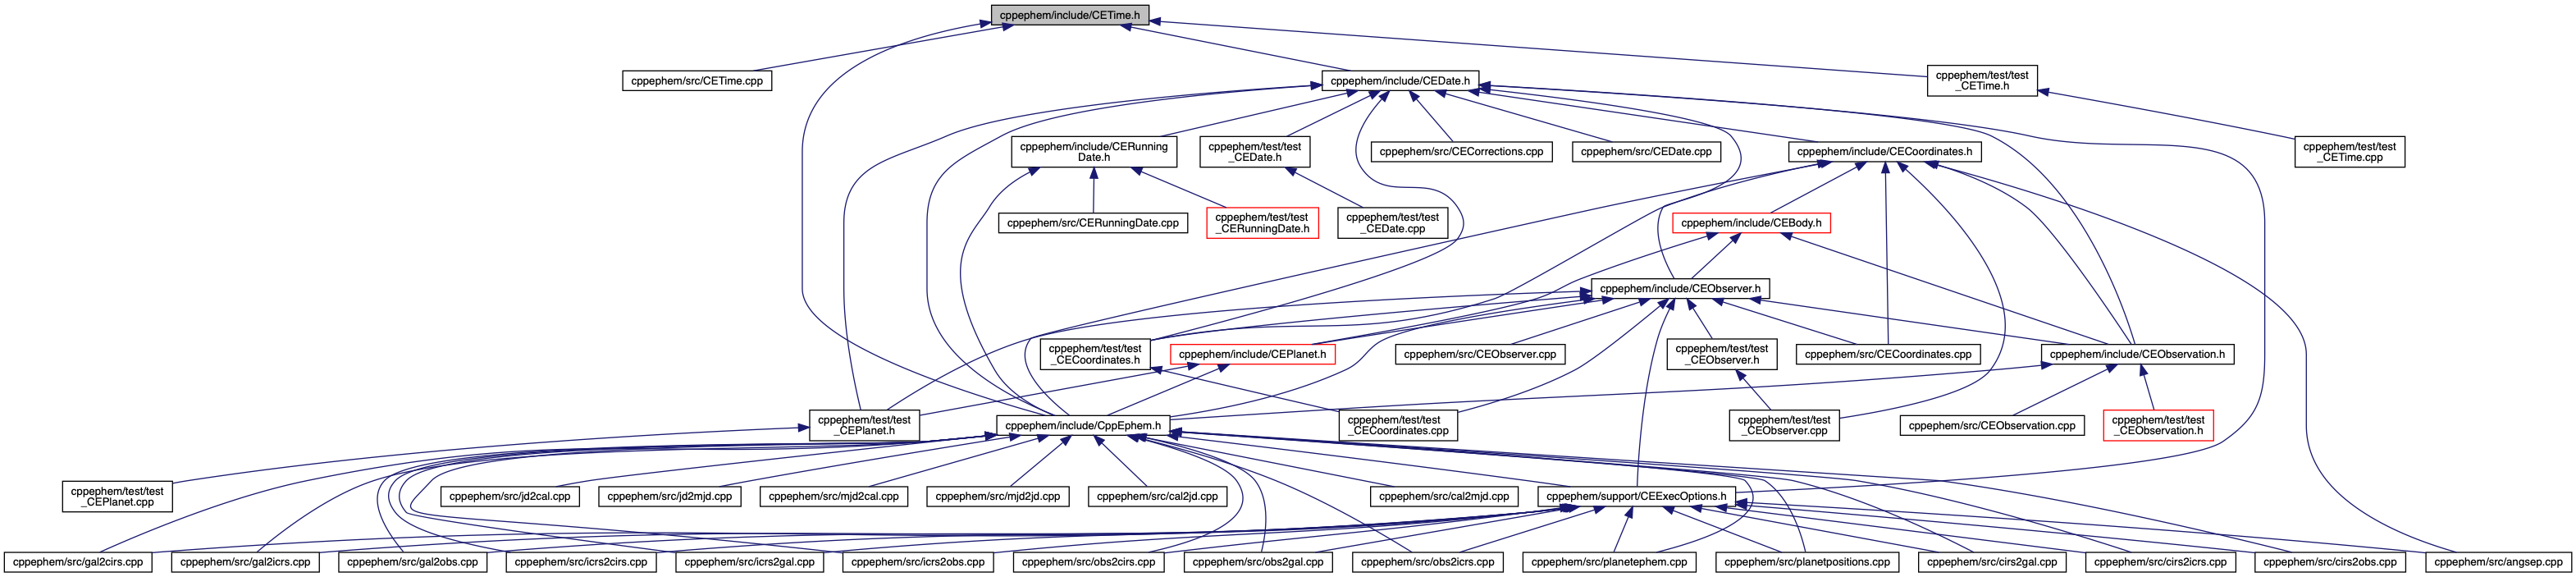 cppephem/include/CETime.h
cppephem/src/CETime.cpp
cppephem/include/CEDate.h
cppephem/test/test
_CETime.h
cppephem/include/CERunning
Date.h
cppephem/test/test
_CEDate.h
cppephem/src/CECorrections.cpp
cppephem/src/CEDate.cpp
cppephem/include/CECoordinates.h
cppephem/test/test
_CETime.cpp
cppephem/src/CERunningDate.cpp
cppephem/test/test
_CERunningDate.h
cppephem/test/test
_CEDate.cpp
cppephem/include/CEBody.h
cppephem/include/CEObserver.h
cppephem/test/test
_CECoordinates.h
cppephem/include/CEPlanet.h
cppephem/src/CEObserver.cpp
cppephem/test/test
_CEObserver.h
cppephem/src/CECoordinates.cpp
cppephem/include/CEObservation.h
cppephem/test/test
_CEPlanet.h
cppephem/include/CppEphem.h
cppephem/test/test
_CECoordinates.cpp
cppephem/test/test
_CEObserver.cpp
cppephem/src/CEObservation.cpp
cppephem/test/test
_CEObservation.h
cppephem/test/test
_CEPlanet.cpp
cppephem/src/jd2cal.cpp
cppephem/src/jd2mjd.cpp
cppephem/src/mjd2cal.cpp
cppephem/src/mjd2jd.cpp
cppephem/src/cal2jd.cpp
cppephem/src/cal2mjd.cpp
cppephem/support/CEExecOptions.h
cppephem/src/gal2cirs.cpp
cppephem/src/gal2icrs.cpp
cppephem/src/gal2obs.cpp
cppephem/src/icrs2cirs.cpp
cppephem/src/icrs2gal.cpp
cppephem/src/icrs2obs.cpp
cppephem/src/obs2cirs.cpp
cppephem/src/obs2gal.cpp
cppephem/src/obs2icrs.cpp
cppephem/src/planetephem.cpp
cppephem/src/planetpositions.cpp
cppephem/src/cirs2gal.cpp
cppephem/src/cirs2icrs.cpp
cppephem/src/cirs2obs.cpp
cppephem/src/angsep.cpp